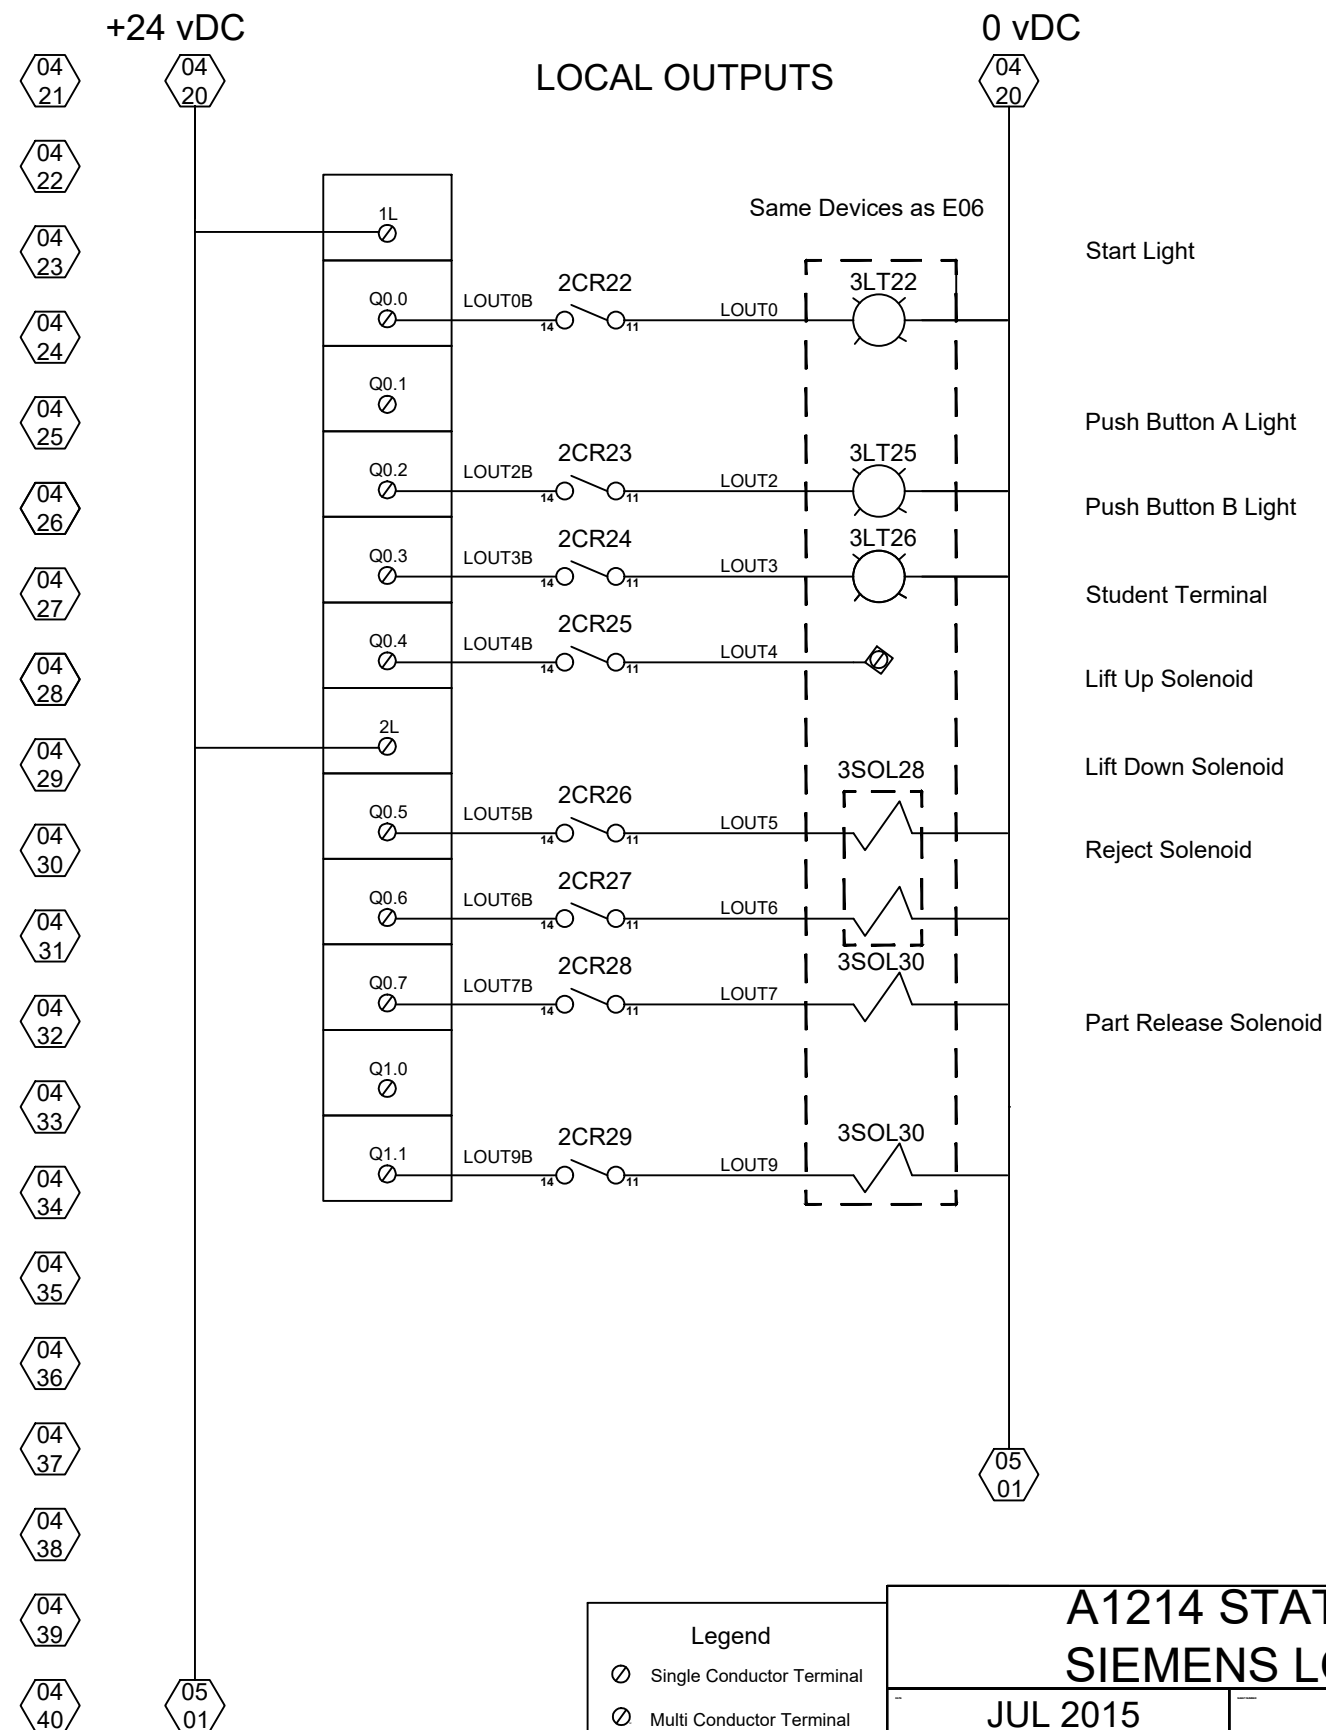 +24 vDC
0 vDC
04
21
04
20
LOCAL OUTPUTS
04
20
04
22
1L
Same Devices as E06
04
23
Start Light
Q0.0
LOUT0B
2CR22
14
11
LOUT0
3LT22
04
24
Q0.1
04
25
Push Button A Light
Q0.2
LOUT2B
2CR23
14
11
LOUT2
3LT25
04
26
Push Button B Light
Q0.3
LOUT3B
2CR24
14
11
LOUT3
3LT26
04
27
Student Terminal
Q0.4
LOUT4B
2CR25
14
11
LOUT4
04
28
Lift Up Solenoid
2L
04
29
Lift Down Solenoid
3SOL28
Q0.5
LOUT5B
2CR26
14
11
LOUT5
04
30
Reject Solenoid
Q0.6
LOUT6B
2CR27
14
11
LOUT6
04
31
3SOL30
Q0.7
LOUT7B
2CR28
14
11
LOUT7
04
32
Part Release Solenoid
Q1.0
04
33
3SOL30
Q1.1
LOUT9B
2CR29
14
11
LOUT9
04
34
04
35
04
36
04
37
05
01
04
38
04
39
04
40
05
01
Legend
Single Conductor Terminal
Multi Conductor Terminal
A1214 STAT
SIEMENS LO
JUL 2015